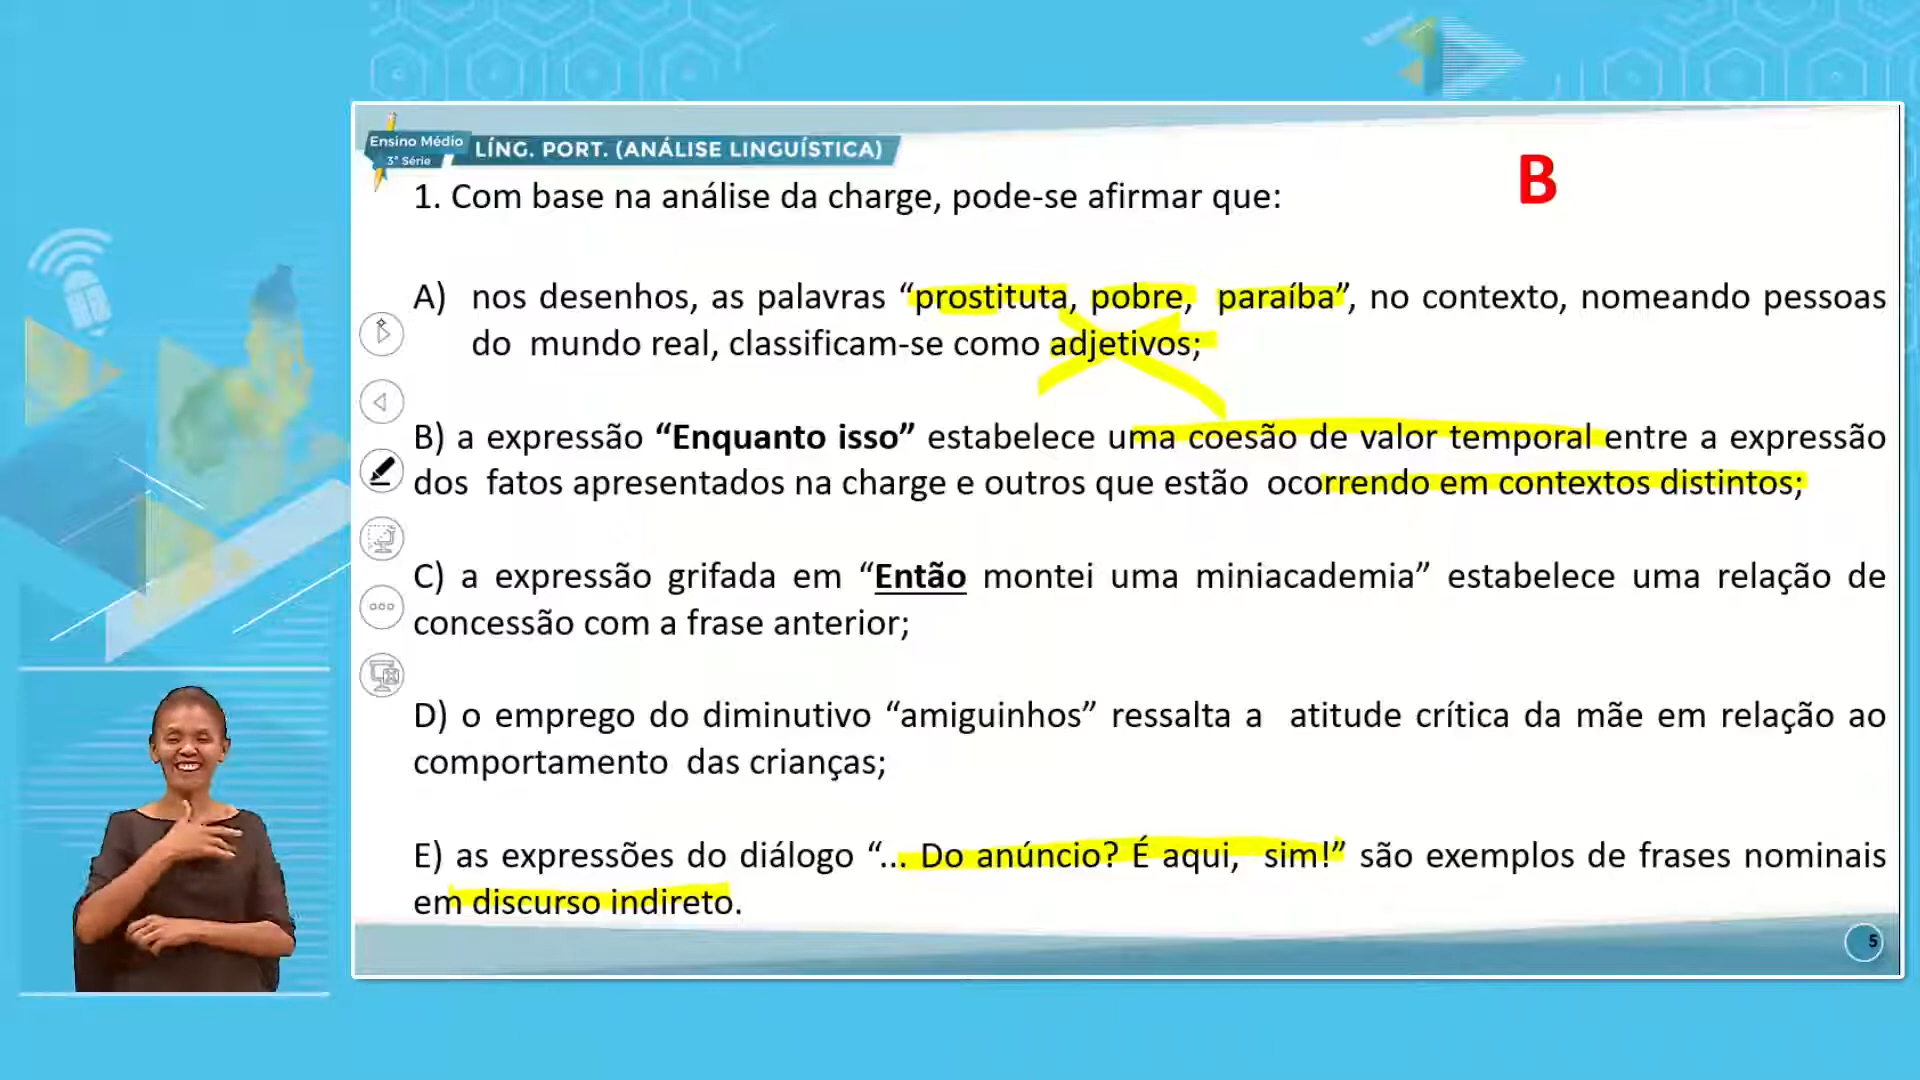 Ensino Médio
3ª Série
LÍNG. PORT. (ANÁLISE LINGUÍSTICA)
B
1. Com base na análise da charge, pode-se afirmar que:
A) nos desenhos, as palavras “prostituta, pobre, paraíba”, no contexto, nomeando pessoas
do mundo real, classificam-se como adjetivos;
B) a expressão “Enquanto isso” estabelece uma coesão de valor temporal entre a expressão
dos fatos apresentados na charge e outros que estão ocorrendo em contextos distintos;
C) a expressão grifada em “Então montei uma miniacademia” estabelece uma relação de
concessão com a frase anterior;
D) o emprego do diminutivo “amiguinhos” ressalta a atitude crítica da mãe em relação ao
comportamento das crianças;
E) as expressões do diálogo “... Do anúncio? É aqui, sim!” são exemplos de frases nominais
em discurso indireto.
5